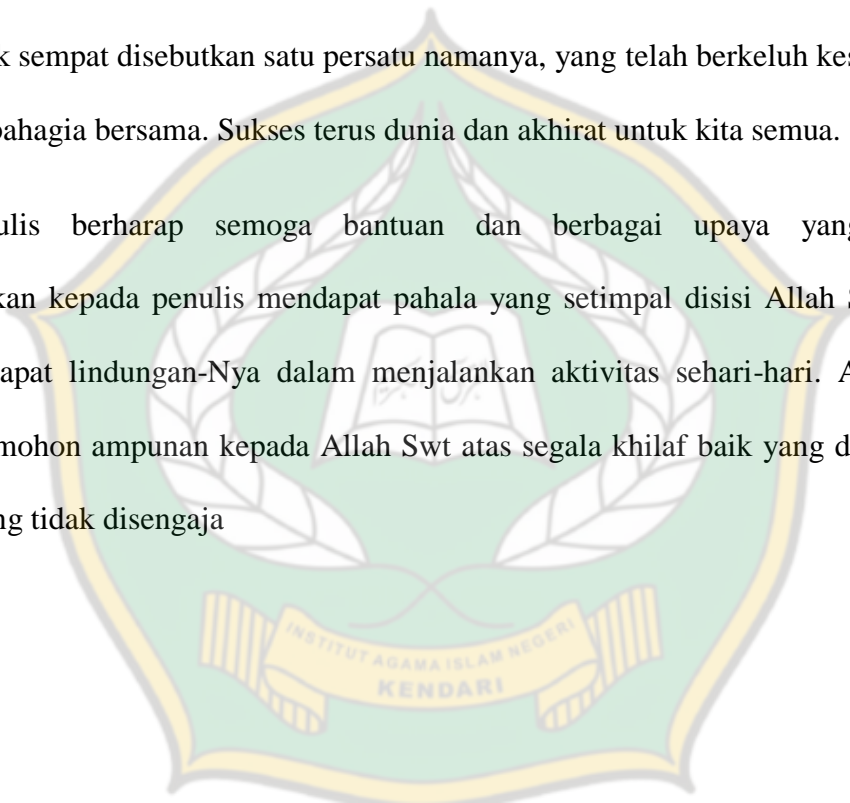 k sempat disebutkan satu persatu namanya, yang telah berkeluh kes
bahagia bersama. Sukses terus dunia dan akhirat untuk kita semua.
ulis berharap semoga bantuan dan berbagai upaya yang
kan kepada penulis mendapat pahala yang setimpal disisi Allah S
apat lindungan-Nya dalam menjalankan aktivitas sehari-hari. A
mohon ampunan kepada Allah Swt atas segala khilaf baik yang d
ng tidak disengaja
INSTITUT AGAMA ISLAM NEGERI
KENDARI